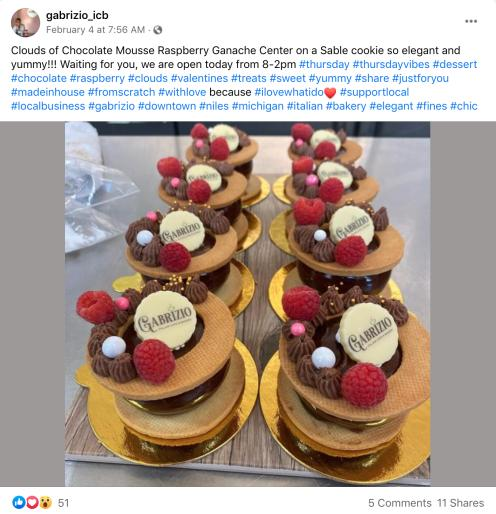 gabrizio_icb
February 4 at 7:56 AM ·
Clouds of Chocolate Mousse Raspberry Ganache Center on a Sable cookie so elegant and
yummy!!! Waiting for you, we are open today from 8-2pm #thursday #thursdayvibes #dessert
#chocolate #raspberry #clouds #valentines #treats #sweet #yummy #share #justforyou
#madeinhouse #fromscratch #withlove because #ilovewhatido❤️ #supportlocal
#localbusiness #gabrizio #downtown #niles #michigan #italian #bakery #elegant #fines #chic
GABRIZIO
GABRIZIO
GABRIZIO
GABRIZIO
GABRIZIO
GABRIZIO
51
5 Comments 11 Shares